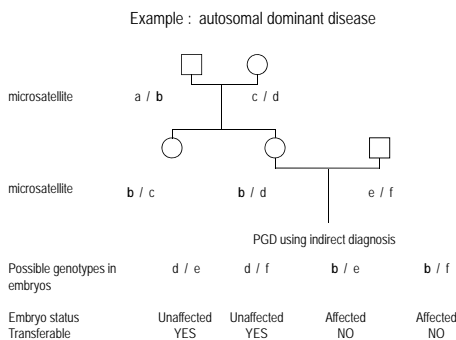 Example : autosomal dominant disease
microsatellite a / b c / d
microsatellite b / c b / d e / f
PGD using indirect diagnosis
Possible genotypes in d / e d / f b / e b / f
embryos
Embryo status Unaffected Unaffected Affected Affected
Transferable YES YES NO NO